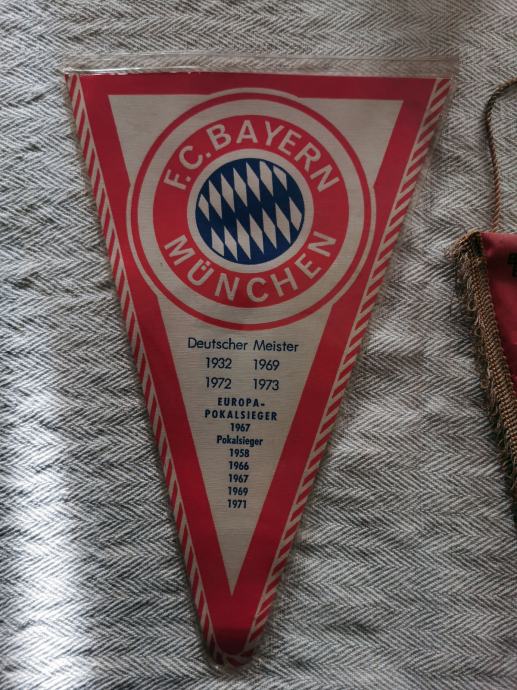 F.C. BAYERN
MÜNCHEN
Deutscher Meister
1932 1969
1972 1973
EUROPA-
POKALSIEGER
1967
Pokalsieger
1958
1966
1967
1969
1971